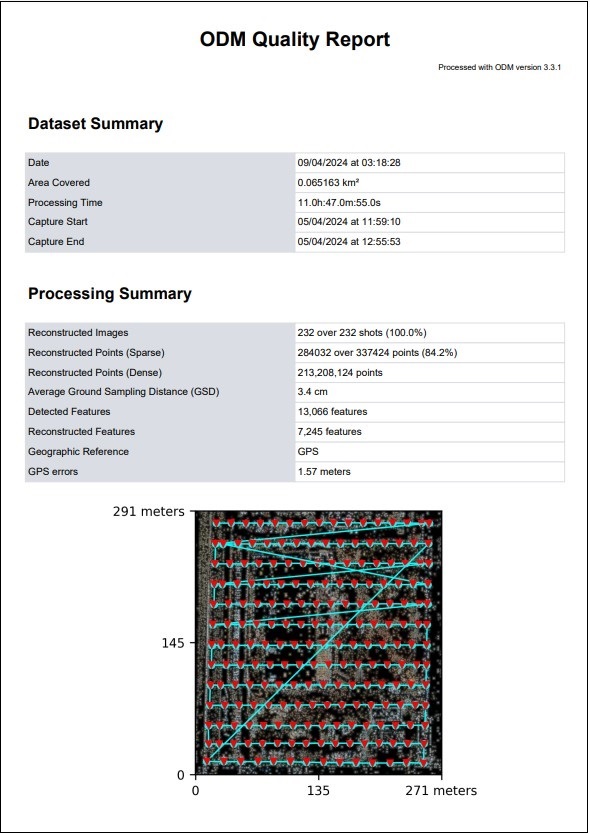 ODM Quality Report
Processed with ODM version 3.3.1
Dataset Summary
Date 09/04/2024 at 03:18:28
Area Covered 0.065163 km²
Processing Time 11.0h:47.0m:55.0s
Capture Start 05/04/2024 at 11:59:10
Capture End 05/04/2024 at 12:55:53
Processing Summary
Reconstructed Images 232 over 232 shots (100.0%)
Reconstructed Points (Sparse) 284032 over 337424 points (84.2%)
Reconstructed Points (Dense) 213,208,124 points
Average Ground Sampling Distance (GSD) 3.4 cm
Detected Features 13,066 features
Reconstructed Features 7,245 features
Geographic Reference GPS
GPS errors 1.57 meters
291 meters
145
0
0 135 271 meters